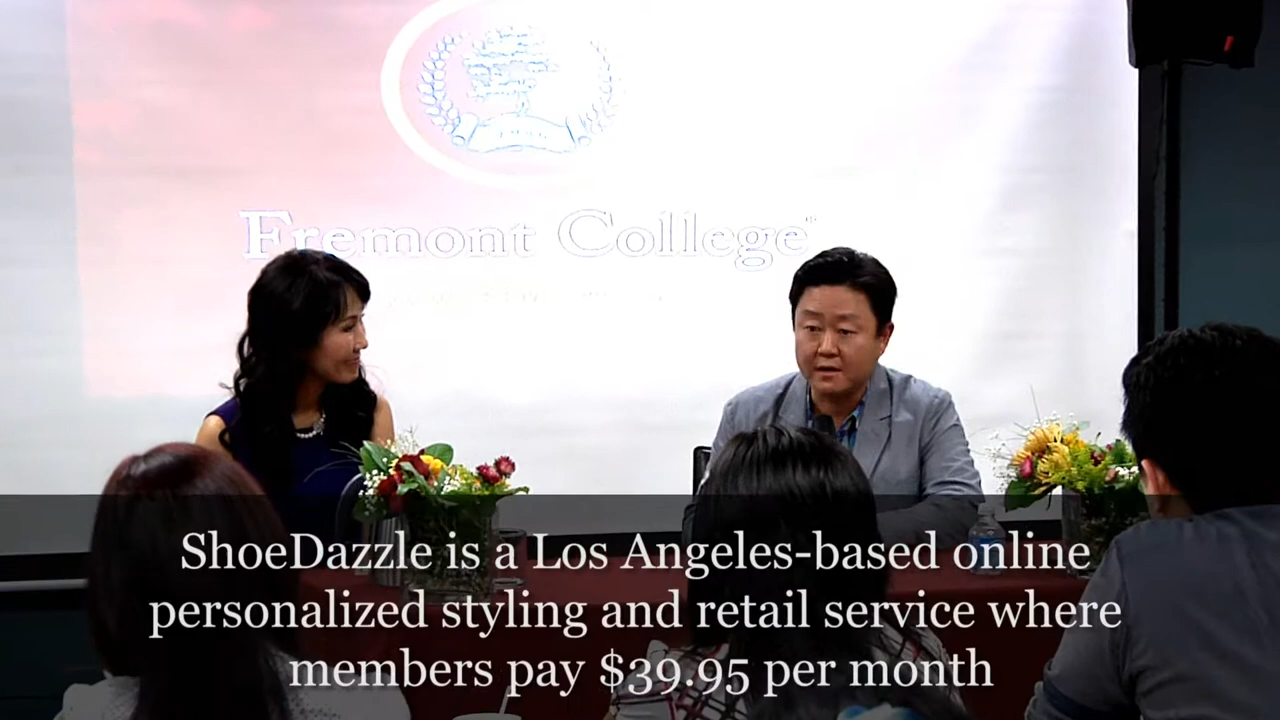 Fremont College
ShoeDazzle is a Los Angeles-based online
personalized styling and retail service where
members pay $39.95 per month